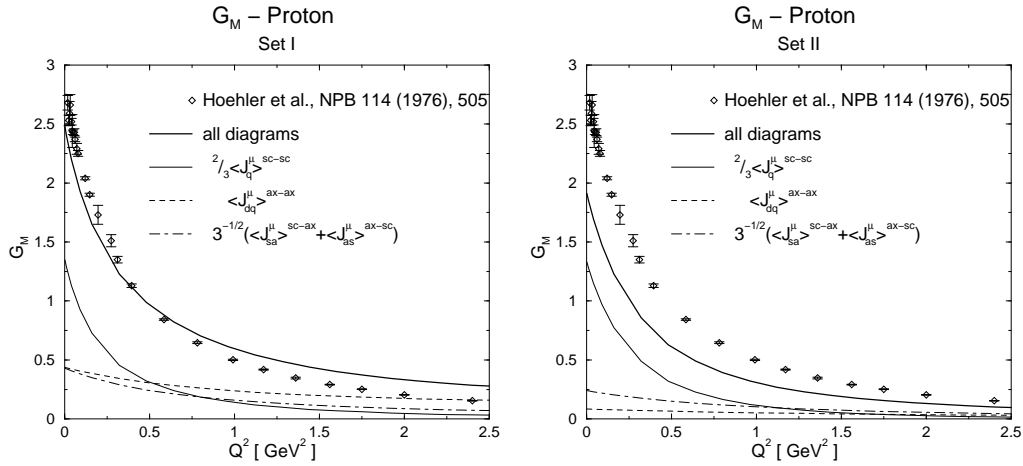 G_M – Proton
Set I
3
2.5
2
1.5
1
0.5
0
G_M
Hoehler et al., NPB 114 (1976), 505
all diagrams
2/3<J_q^μ>^sc–sc
<J_dq^μ>^ax–ax
3^-1/2(<J_sa^μ>^sc–ax+<J_as^μ>^ax–sc)
0 0.5 1 1.5 2 2.5
Q^2 [ GeV^2 ]
G_M – Proton
Set II
3
2.5
2
1.5
1
0.5
0
G_M
Hoehler et al., NPB 114 (1976), 505
all diagrams
2/3<J_q^μ>^sc–sc
<J_dq^μ>^ax–ax
3^-1/2(<J_sa^μ>^sc–ax+<J_as^μ>^ax–sc)
0 0.5 1 1.5 2 2.5
Q^2 [ GeV^2 ]